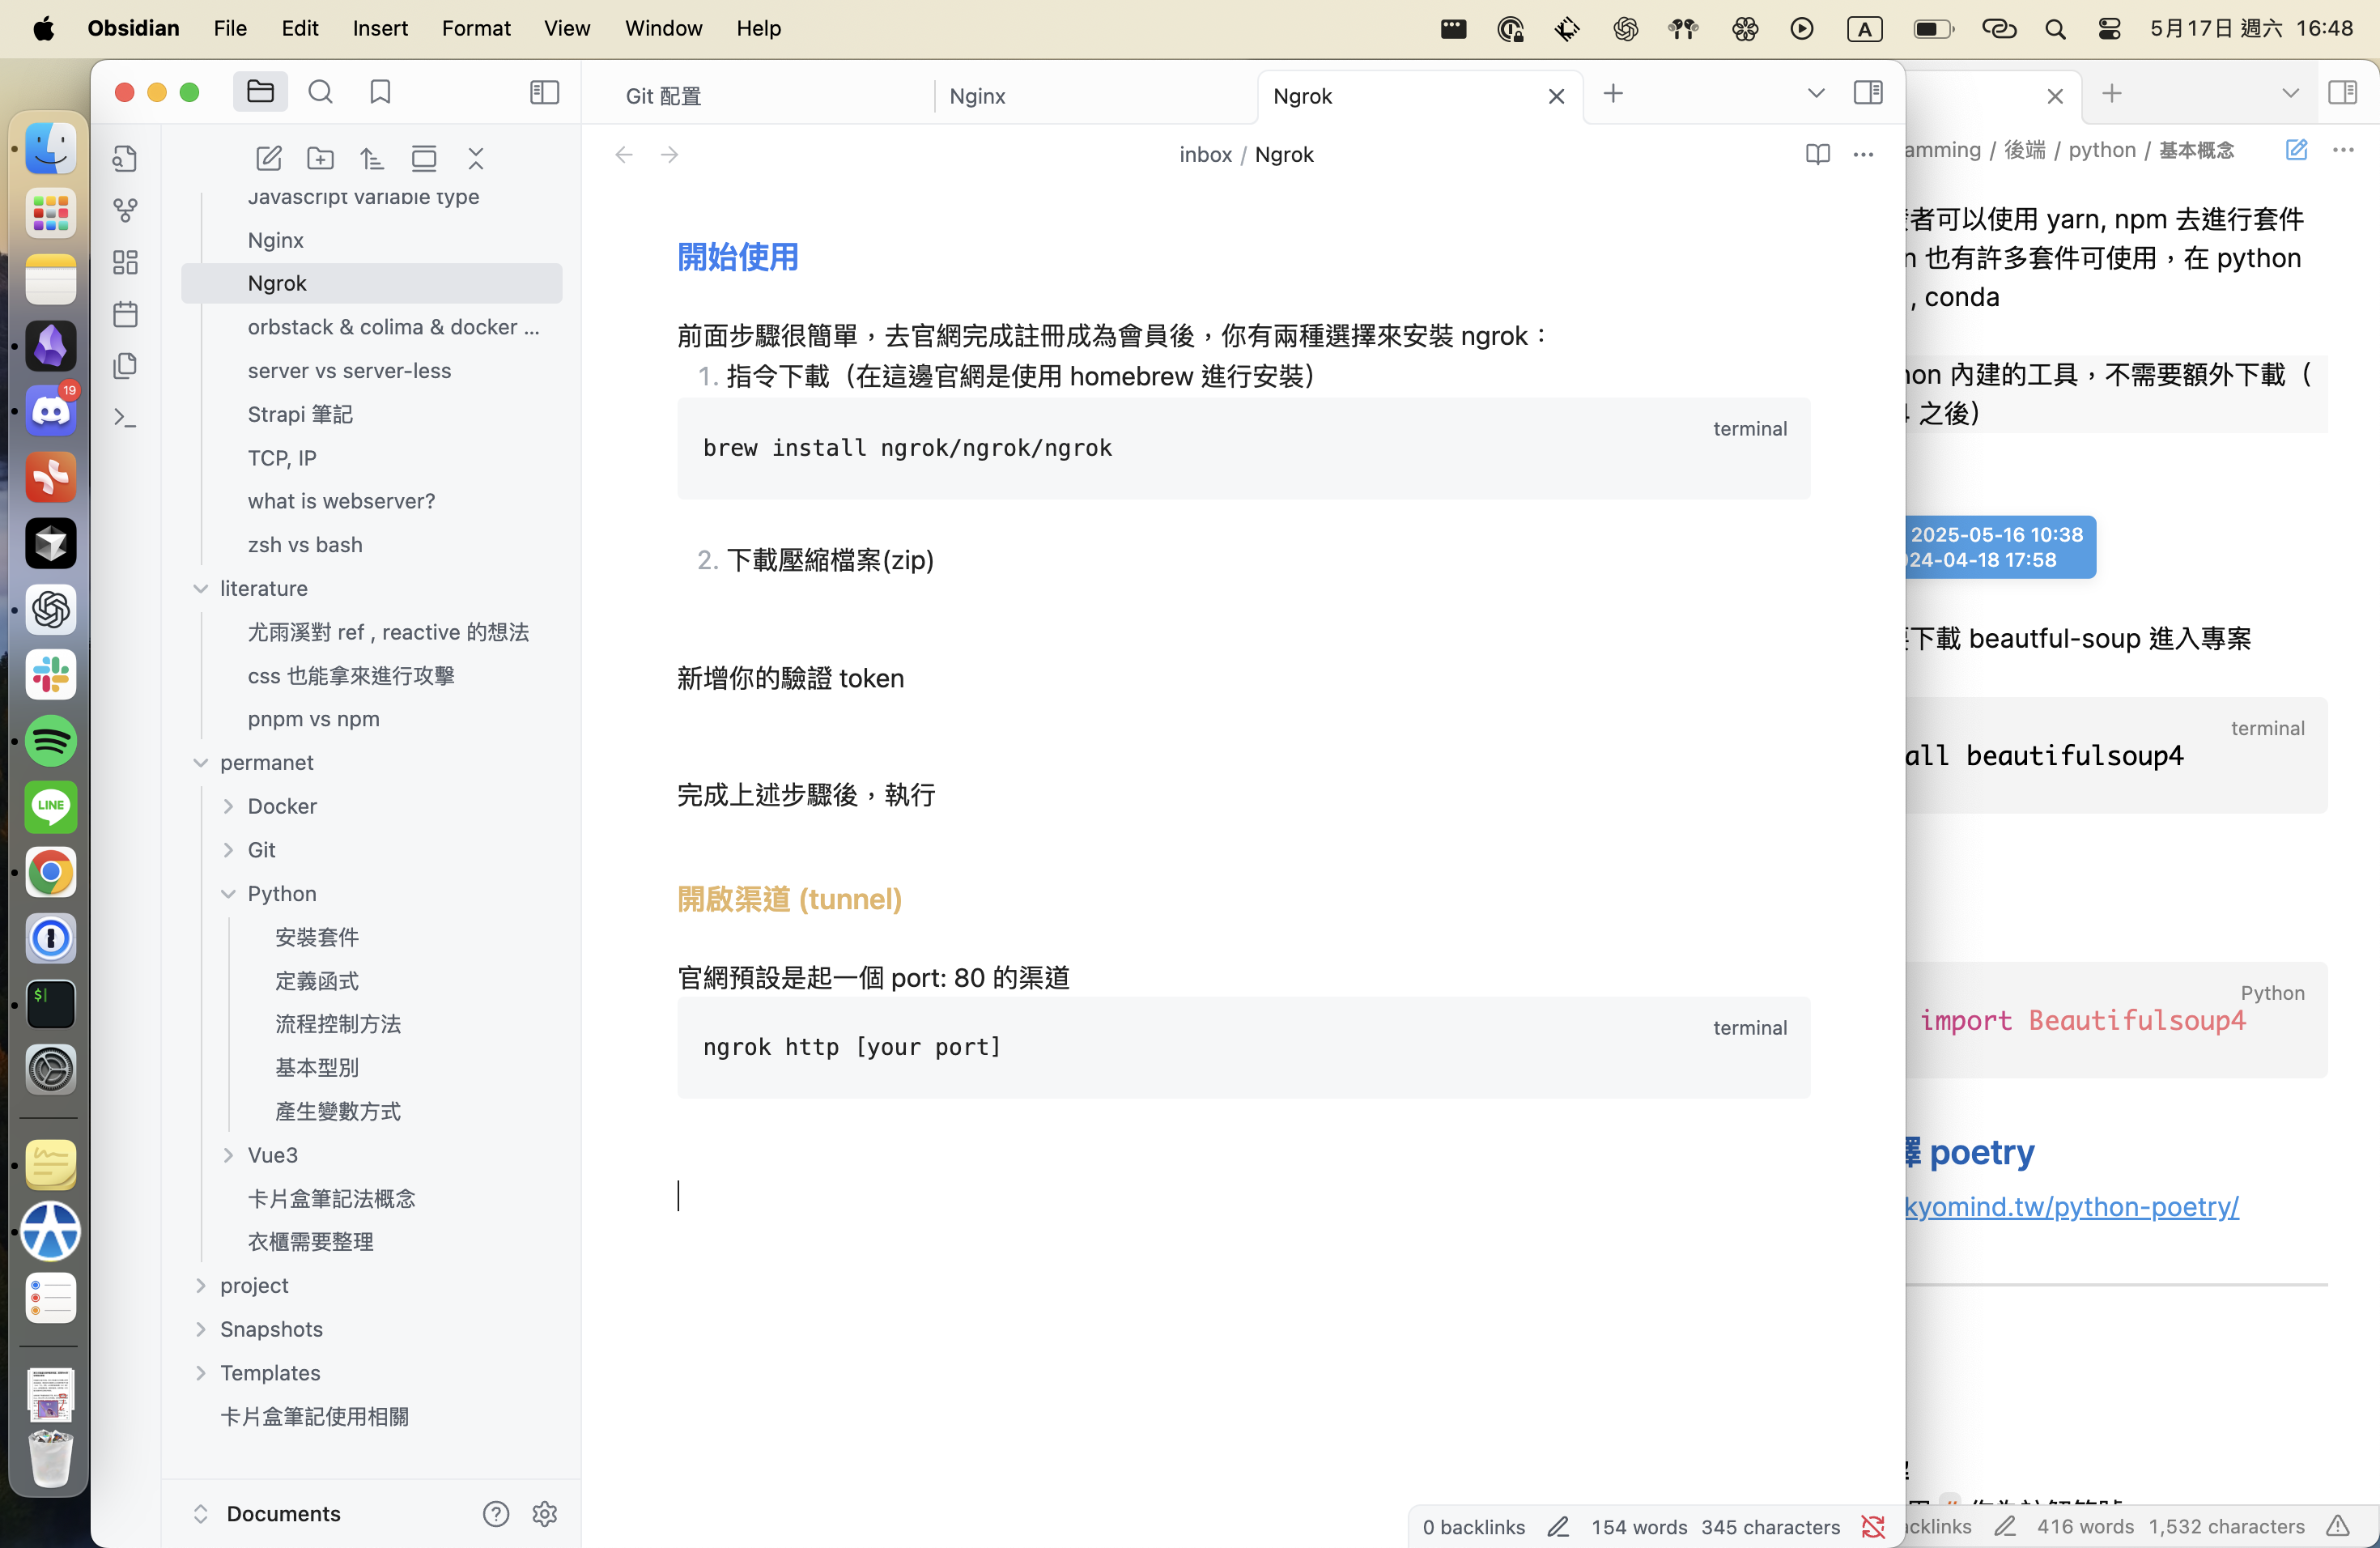 Obsidian File Edit Insert Format View Window Help
A
5月17日 週六 16:48
Git 配置
Nginx
Ngrok
inbox / Ngrok
Javascript variable type
Nginx
Ngrok
orbstack & colima & docker ...
server vs server-less
Strapi 筆記
TCP, IP
what is webserver?
zsh vs bash
literature
尤雨溪對 ref , reactive 的想法
css 也能拿來進行攻擊
pnpm vs npm
permanet
Docker
Git
Python
安裝套件
定義函式
流程控制方法
基本型別
產生變數方式
Vue3
卡片盒筆記法概念
衣櫃需要整理
project
Snapshots
Templates
卡片盒筆記使用相關
Documents
19
LINE
$
開始使用
前面步驟很簡單，去官網完成註冊成為會員後，你有兩種選擇來安裝 ngrok：
1. 指令下載（在這邊官網是使用 homebrew 進行安裝）
terminal
brew install ngrok/ngrok/ngrok
2. 下載壓縮檔案(zip)
新增你的驗證 token
完成上述步驟後，執行
開啟渠道 (tunnel)
官網預設是起一個 port: 80 的渠道
terminal
ngrok http [your port]
0 backlinks 154 words 345 characters
amming / 後端 / python / 基本概念
者可以使用 yarn, npm 去進行套件
n 也有許多套件可使用，在 python
, conda
hon 內建的工具，不需要額外下載（
4 之後）
2025-05-16 10:38
24-04-18 17:58
下載 beautful-soup 進入專案
terminal
all beautifulsoup4
Python
import Beautifulsoup4
擇 poetry
kyomind.tw/python-poetry/
acklinks 416 words 1,532 characters